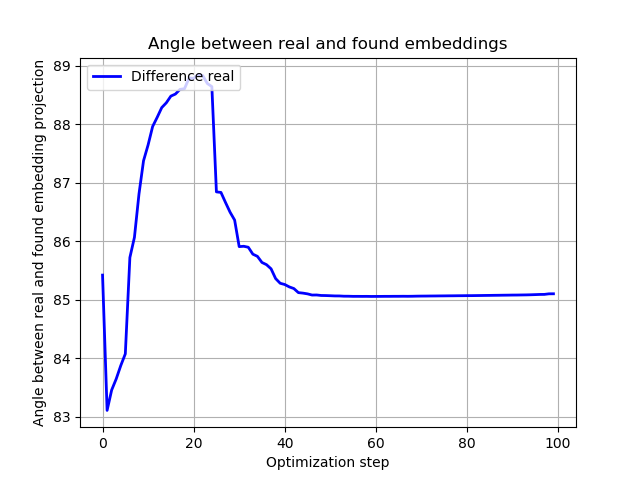 Angle between real and found embeddings
Difference real
Angle between real and found embedding projection
89
88
87
86
85
84
83
0 20 40 60 80 100
Optimization step